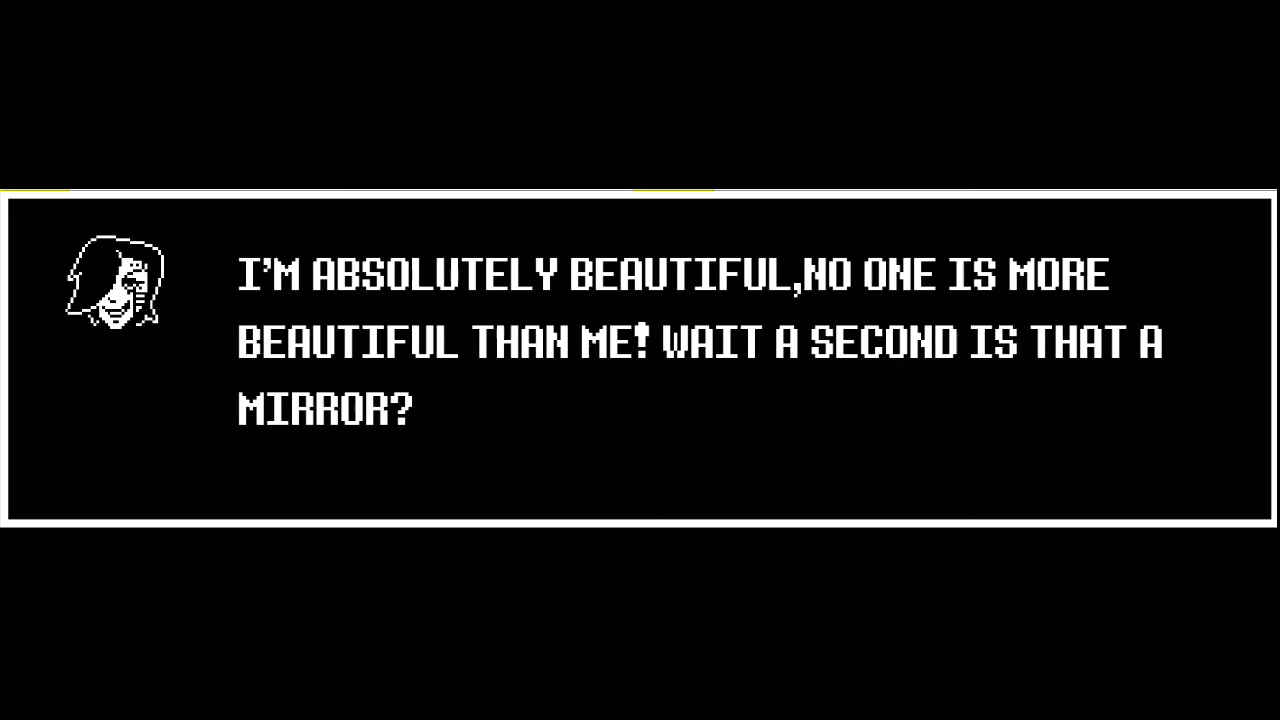 I'M ABSOLUTELY BEAUTIFUL,NO ONE IS MORE
BEAUTIFUL THAN ME! WAIT A SECOND IS THAT A
MIRROR?